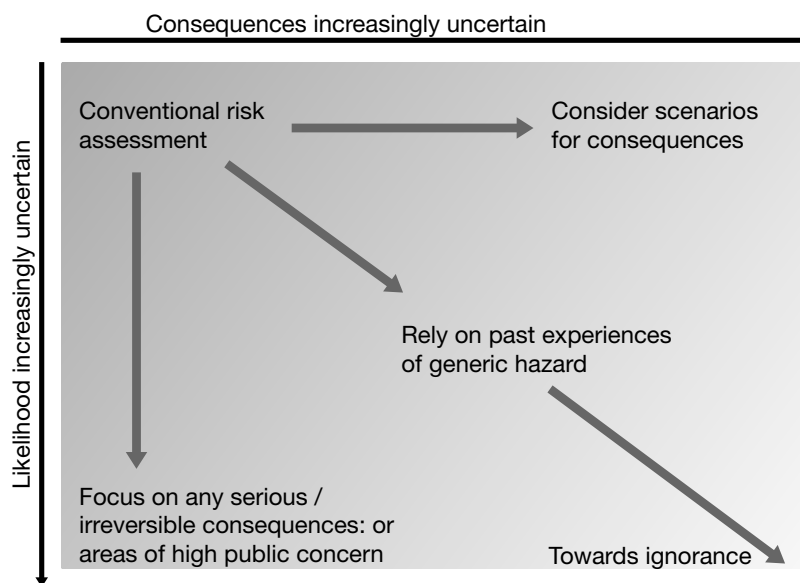 Consequences increasingly uncertain
Likelihood increasingly uncertain
Conventional risk
assessment
Consider scenarios
for consequences
Rely on past experiences
of generic hazard
Focus on any serious /
irreversible consequences: or
areas of high public concern
Towards ignorance